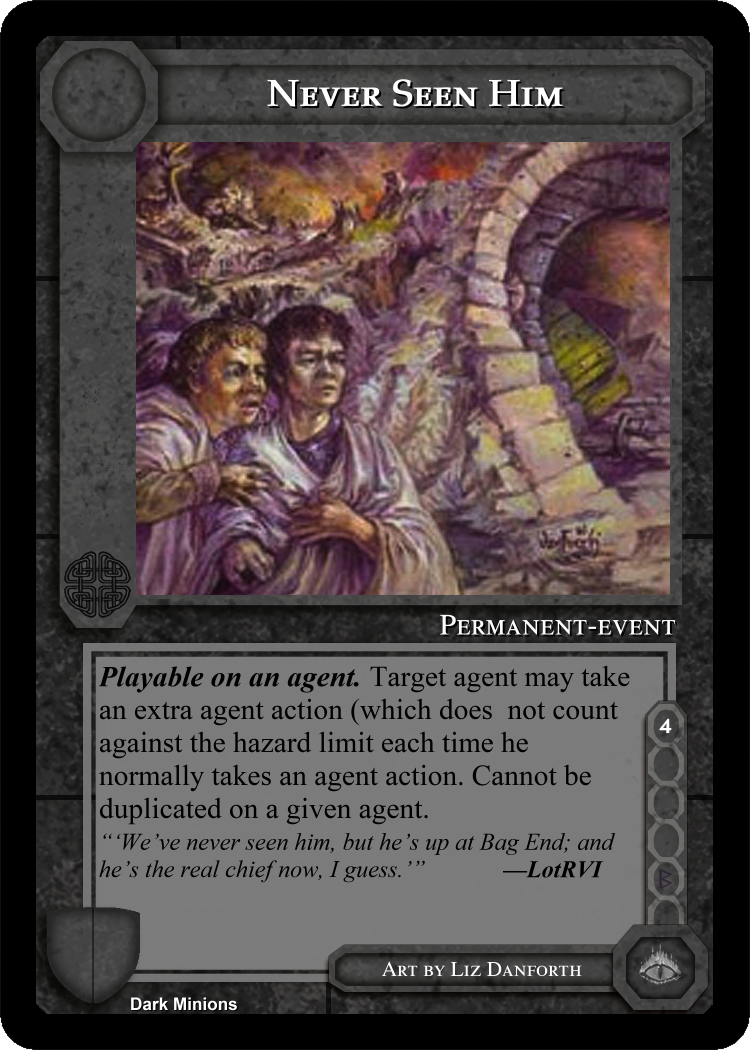 Never Seen Him
Permanent-event
Playable on an agent. Target agent may take
an extra agent action (which does  not count
against the hazard limit each time he
normally takes an agent action. Cannot be
duplicated on a given agent.
“‘We’ve never seen him, but he’s up at Bag End; and
he’s the real chief now, I guess.’” —LotRVI
4
B
Art by Liz Danforth
Dark Minions